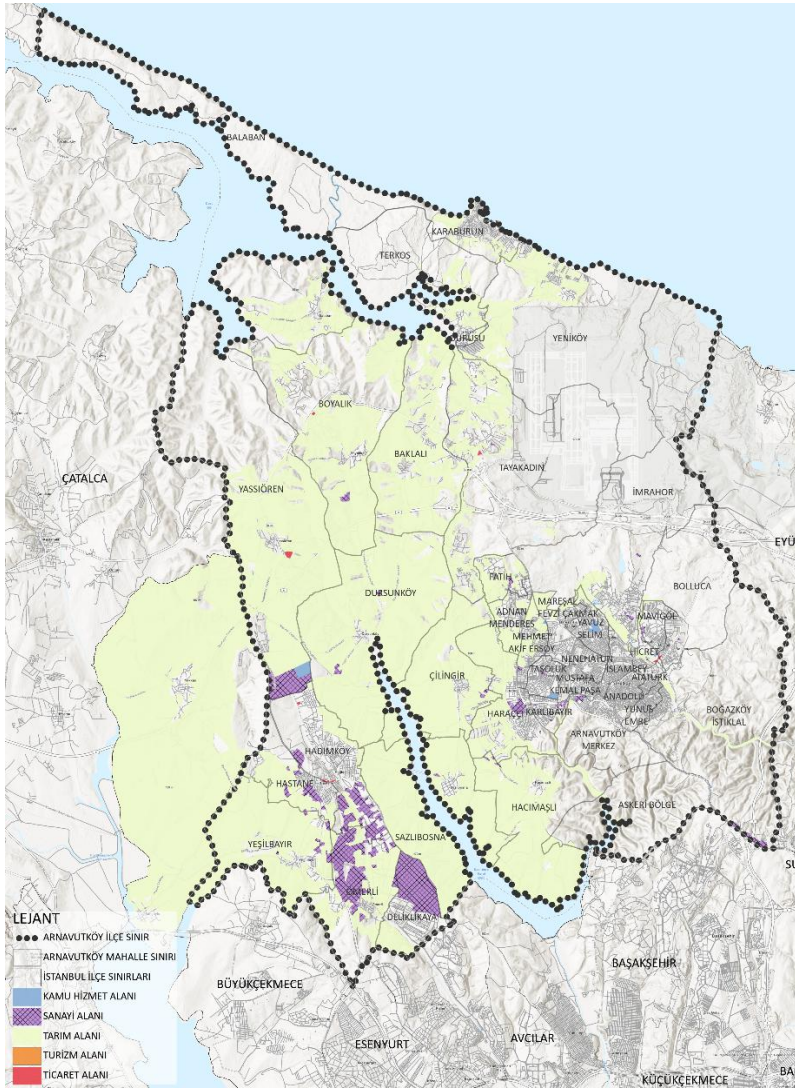 BALABAN
KARABURUN
TERKOS
DURUSU
YENİKÖY
BOYALIK
BAKLALI
ÇATALCA
TAYAKADIN
YASSIÖREN
İMRAHOR
EYÜ
FATİH
DURSUNKÖY
BOLLUCA
ADNAN
MENDERES
MAREŞAL
FEVZİ ÇAKMAK
MAVİGÖL
YAVUZ
SELİM
MEHMET
AKİF ERSOY
HİCRET
NENEHATUN
TAŞOLUK
İSLAMBEY
ÇİLİNGİR
MUSTAFA
KEMAL PAŞA
ATATÜRK
ANADOLU
HARAÇÇI
KARLIBAYIR
YUNUS
EMRE
BOĞAZKÖY
İSTİKLAL
ARNAVUTKÖY
MERKEZ
HADIMKÖY
HASTANE
HACIMAŞLI
ASKERİ BÖLGE
SAZLIBOSNA
YEŞİLBAYIR
SU
ÖMERLİ
DELİKLİKAYA
LEJANT
ARNAVUTKÖY İLÇE SINIR
ARNAVUTKÖY MAHALLE SINIRI
İSTANBUL İLÇE SINIRLARI
KAMU HİZMET ALANI
SANAYİ ALANI
TARIM ALANI
TURİZM ALANI
TİCARET ALANI
BÜYÜKÇEKMECE
BAŞAKŞEHİR
ESENYURT
AVCILAR
KÜÇÜKÇEKMECE
BA